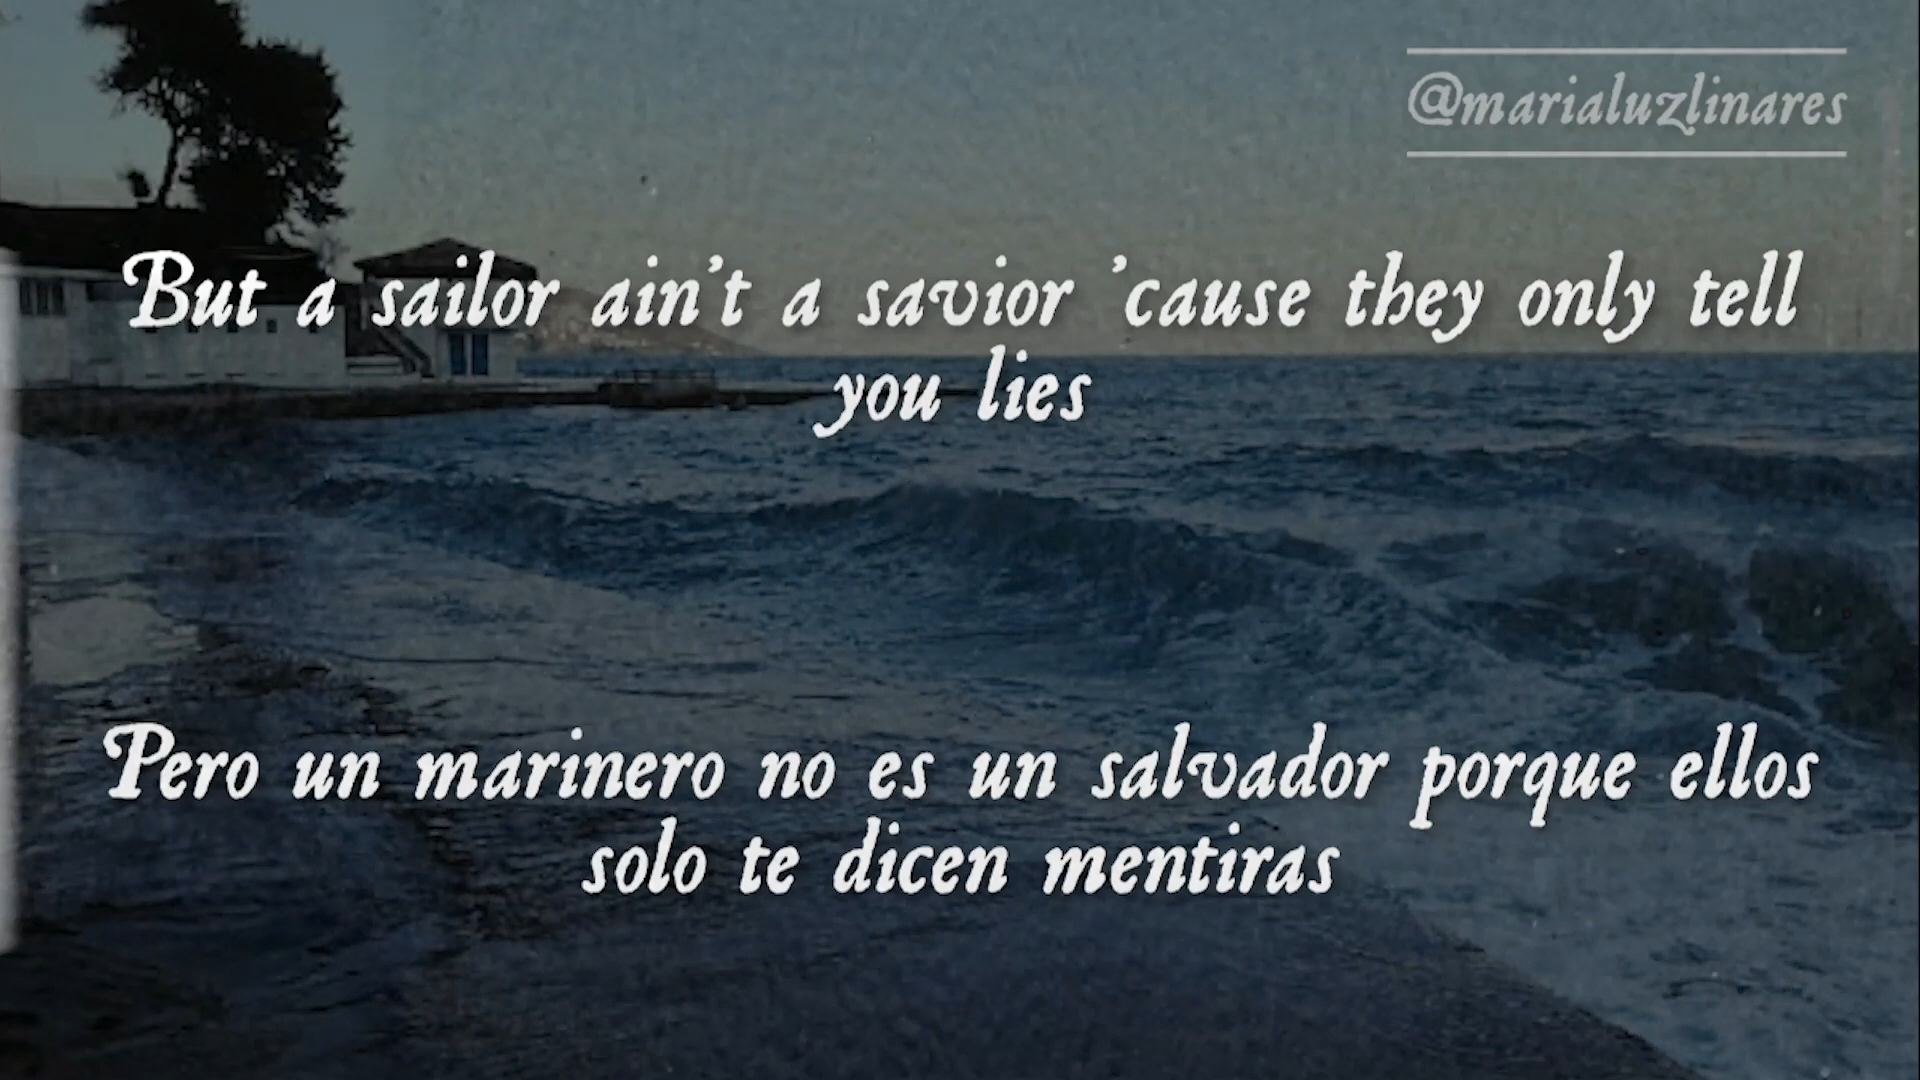 @marialuzlinares
But a sailor ain't a savior 'cause they only tell
you lies
Pero un marinero no es un salvador porque ellos
solo te dicen mentiras